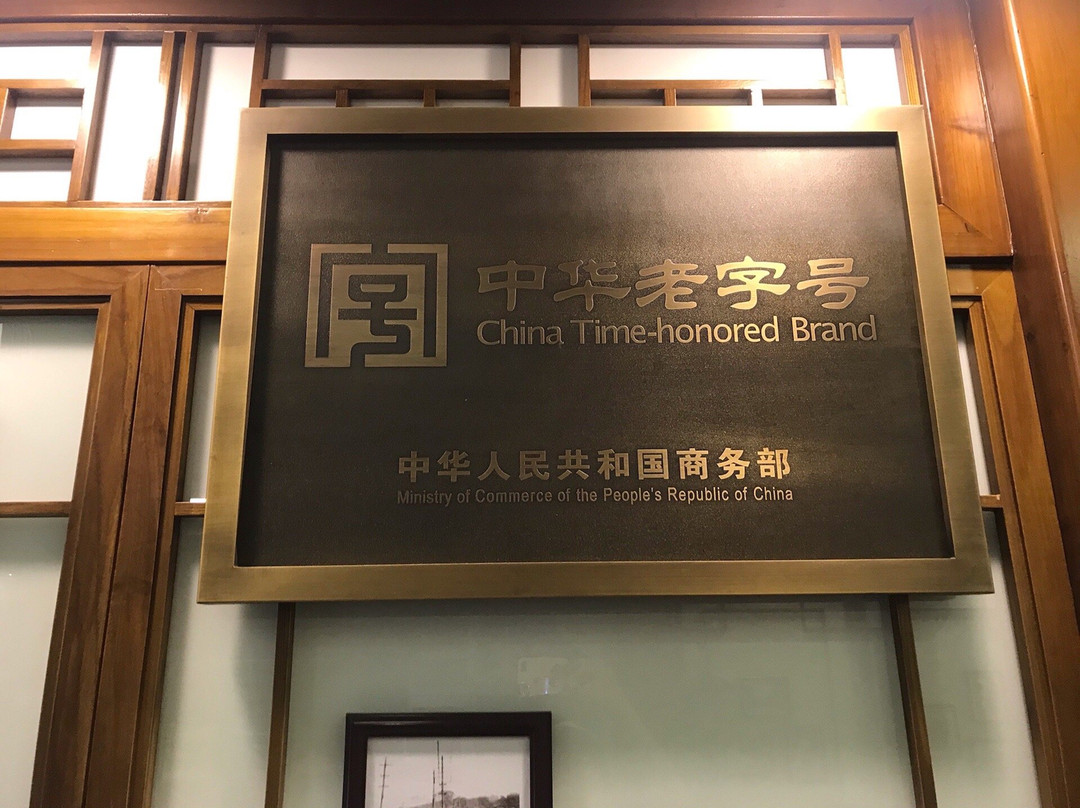 中华老字号
China Time-honored Brand
中华人民共和国商务部
Ministry of Commerce of the People's Republic of China